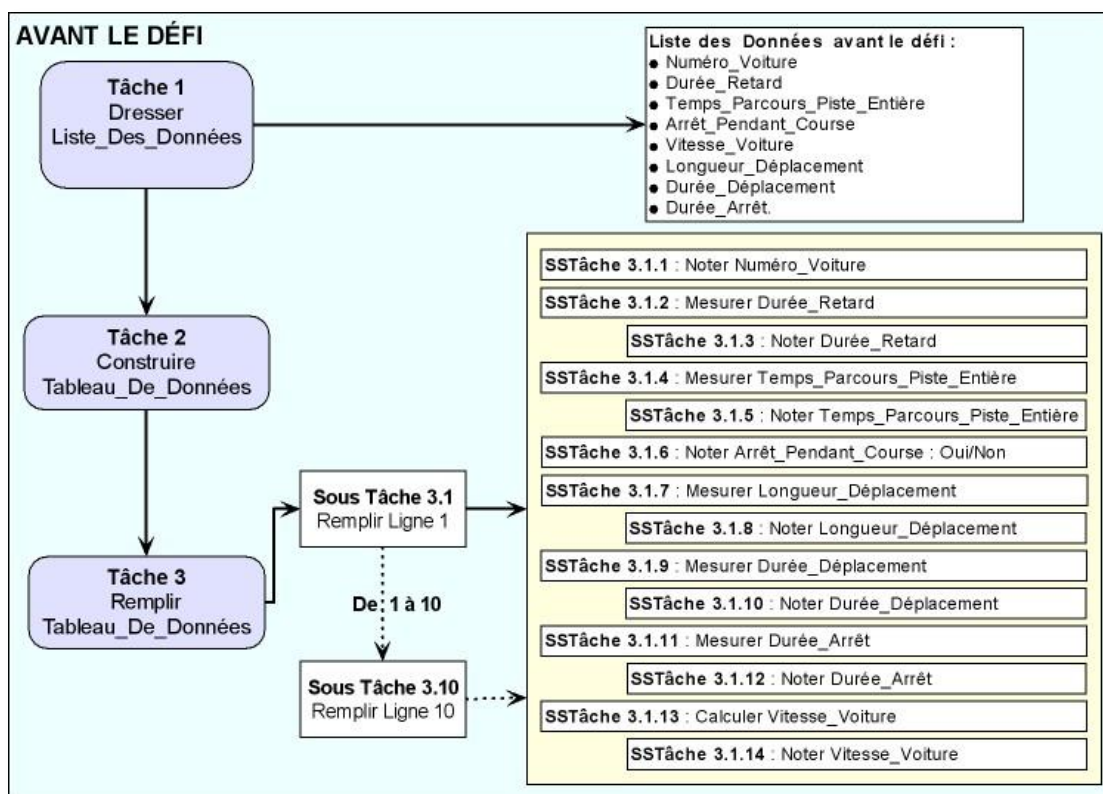 AVANT LE DÉFI
Tâche 1
Dresser
Liste_Des_Données
Liste des Données avant le défi :
● Numéro_Voiture
● Durée_Retard
● Temps_Parcours_Piste_Entière
● Arrêt_Pendant_Course
● Vitesse_Voiture
● Longueur_Déplacement
● Durée_Déplacement
● Durée_Arrêt.
Tâche 2
Construire
Tableau_De_Données
Tâche 3
Remplir
Tableau_De_Données
Sous Tâche 3.1
Remplir Ligne 1
De 1 à 10
Sous Tâche 3.10
Remplir Ligne 10
SSTâche 3.1.1 : Noter Numéro_Voiture
SSTâche 3.1.2 : Mesurer Durée_Retard
SSTâche 3.1.3 : Noter Durée_Retard
SSTâche 3.1.4 : Mesurer Temps_Parcours_Piste_Entière
SSTâche 3.1.5 : Noter Temps_Parcours_Piste_Entière
SSTâche 3.1.6 : Noter Arrêt_Pendant_Course : Oui/Non
SSTâche 3.1.7 : Mesurer Longueur_Déplacement
SSTâche 3.1.8 : Noter Longueur_Déplacement
SSTâche 3.1.9 : Mesurer Durée_Déplacement
SSTâche 3.1.10 : Noter Durée_Déplacement
SSTâche 3.1.11 : Mesurer Durée_Arrêt
SSTâche 3.1.12 : Noter Durée_Arrêt
SSTâche 3.1.13 : Calculer Vitesse_Voiture
SSTâche 3.1.14 : Noter Vitesse_Voiture